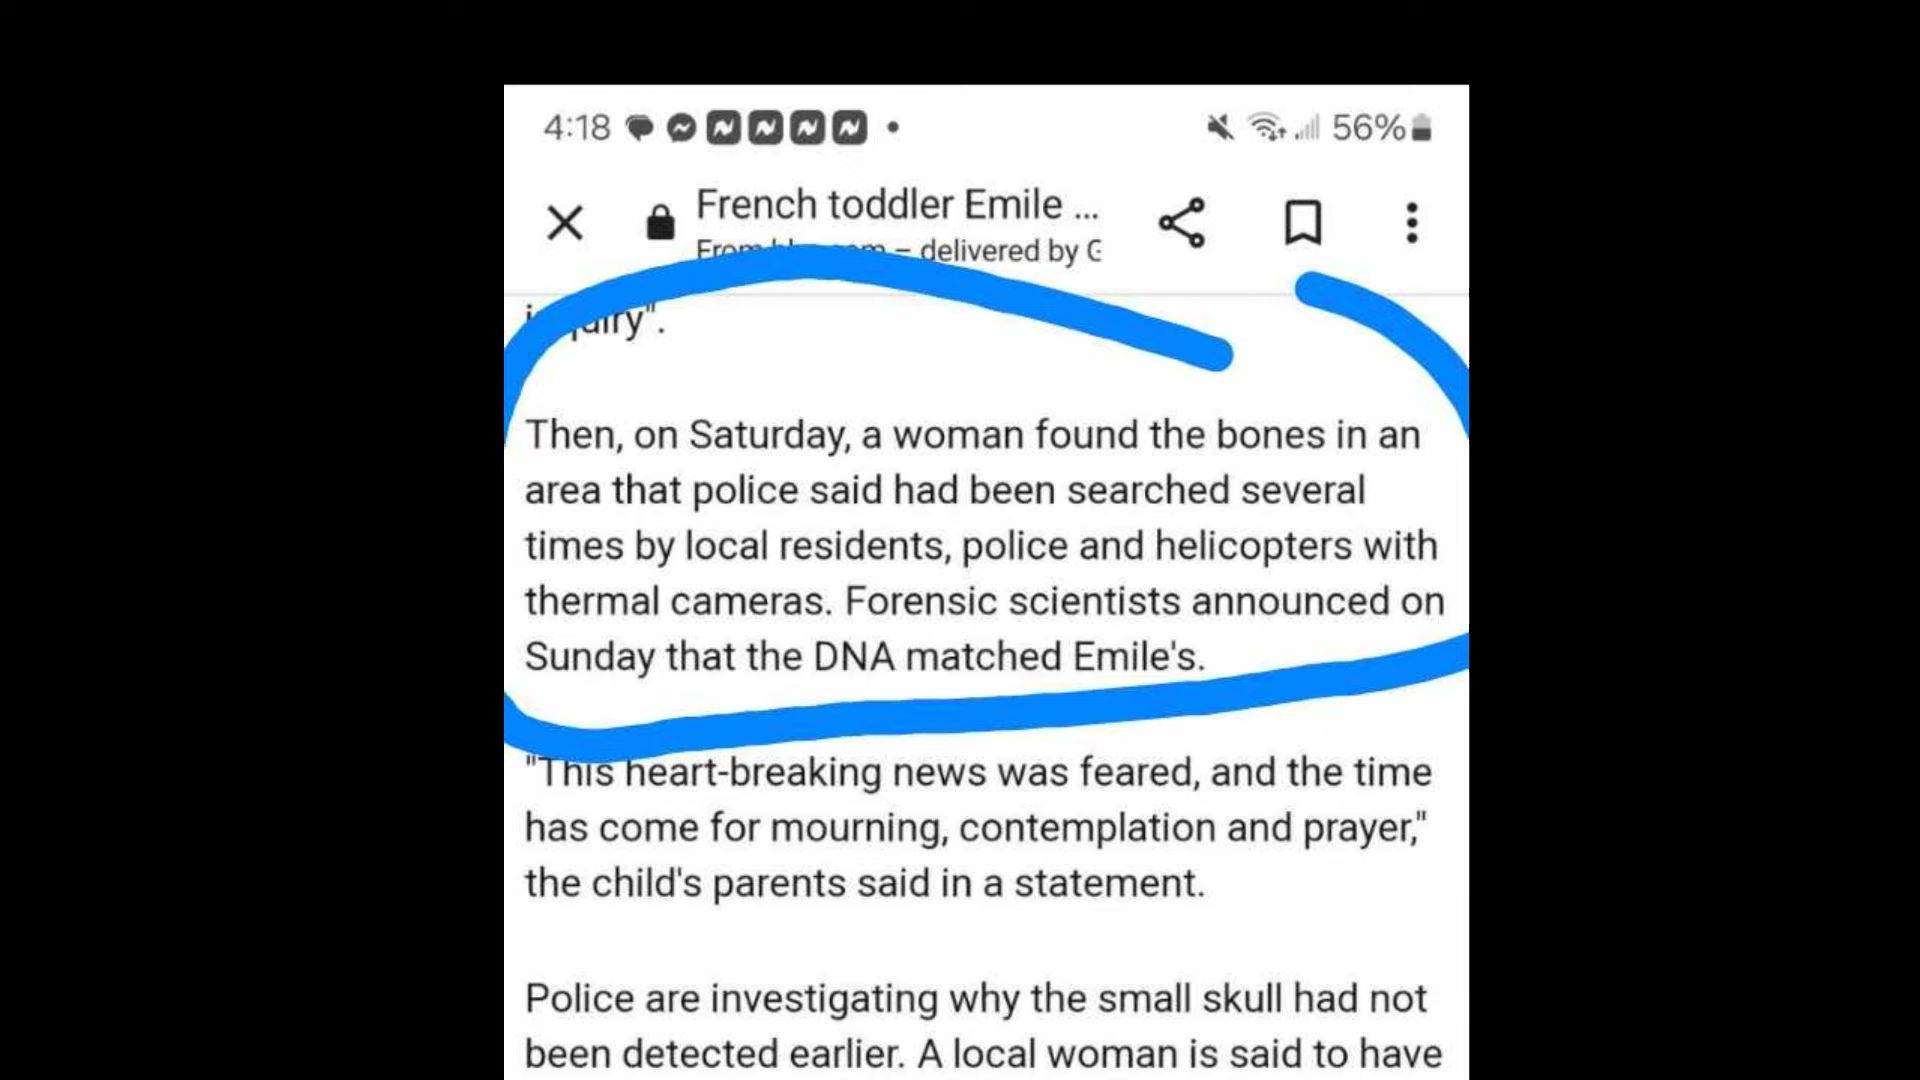 4:18 56%
French toddler Emile ...
From – delivered by G
Then, on Saturday, a woman found the bones in an
area that police said had been searched several
times by local residents, police and helicopters with
thermal cameras. Forensic scientists announced on
Sunday that the DNA matched Emile's.
"This heart-breaking news was feared, and the time
has come for mourning, contemplation and prayer,"
the child's parents said in a statement.
Police are investigating why the small skull had not
been detected earlier. A local woman is said to have